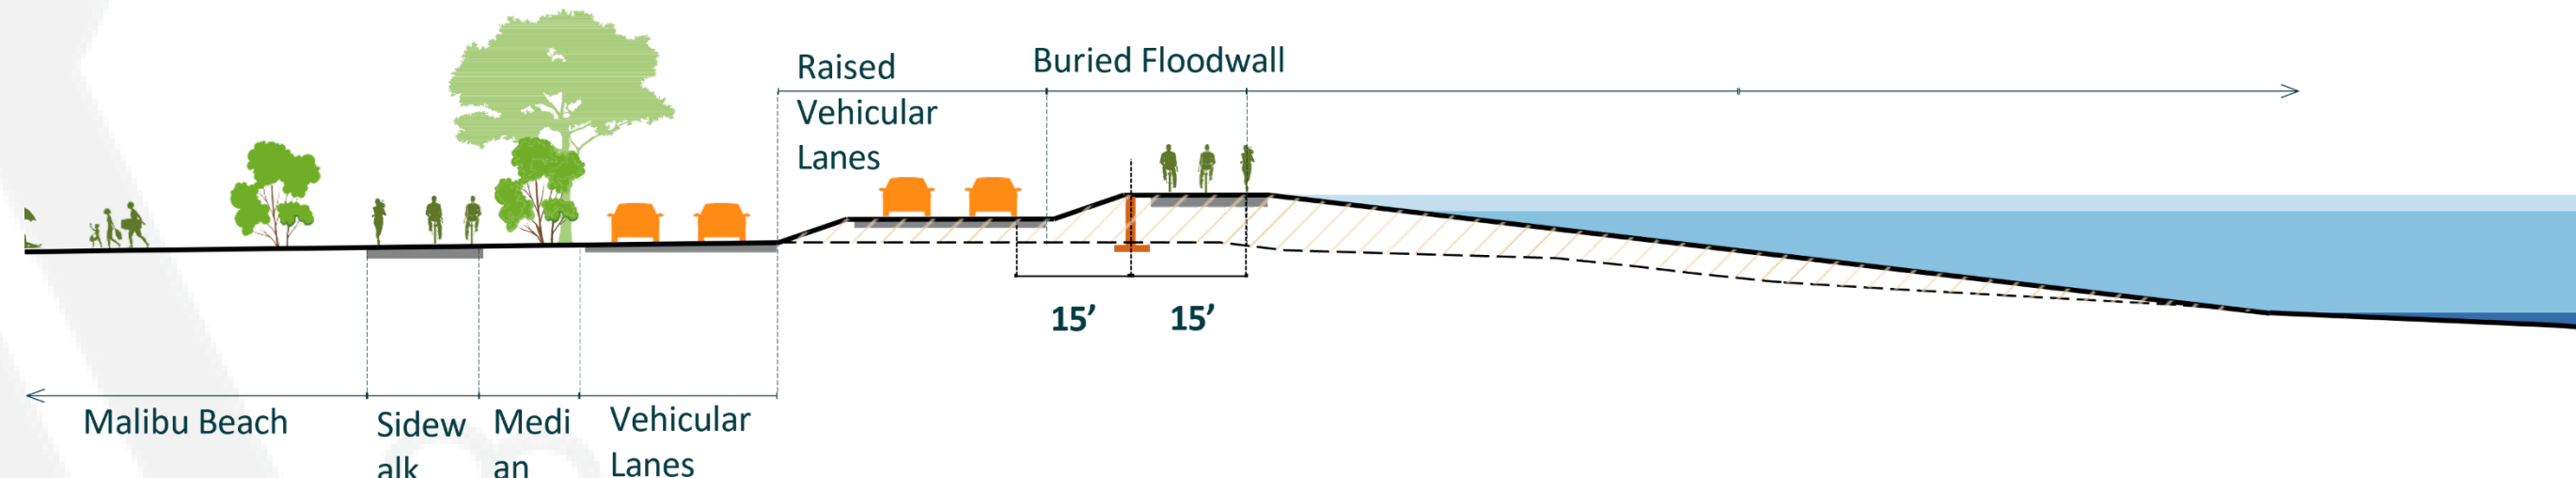 Raised
Vehicular
Lanes
Buried Floodwall
15’
15’
Malibu Beach
Sidew
alk
Medi
an
Vehicular
Lanes